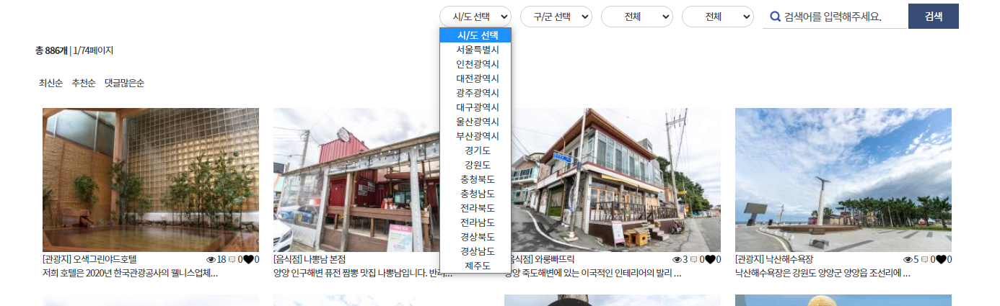 시/도 선택 구/군 선택 전체 전체 검색어를 입력해주세요. 검색
시/도 선택
서울특별시
인천광역시
대전광역시
광주광역시
대구광역시
울산광역시
부산광역시
경기도
강원도
충청북도
충청남도
전라북도
전라남도
경상북도
경상남도
제주도
총 886개 | 1/74페이지
최신순 추천순 댓글많은순
[관광지] 오색그린야드호텔 18 0 0
저희 호텔은 2020년 한국관광공사의 웰니스업체...
[음식점] 나뽕남 본점
양양 인구해변 퓨전 짬뽕 맛집 나뽕남입니다.
[음식점] 와룽빠뜨릭 3 0 0
양양 죽도해변에 있는 이국적인 인테리어의 발리 ...
[관광지] 낙산해수욕장 5 0 0
낙산해수욕장은 강원도 양양군 양양읍 조선리에 ...